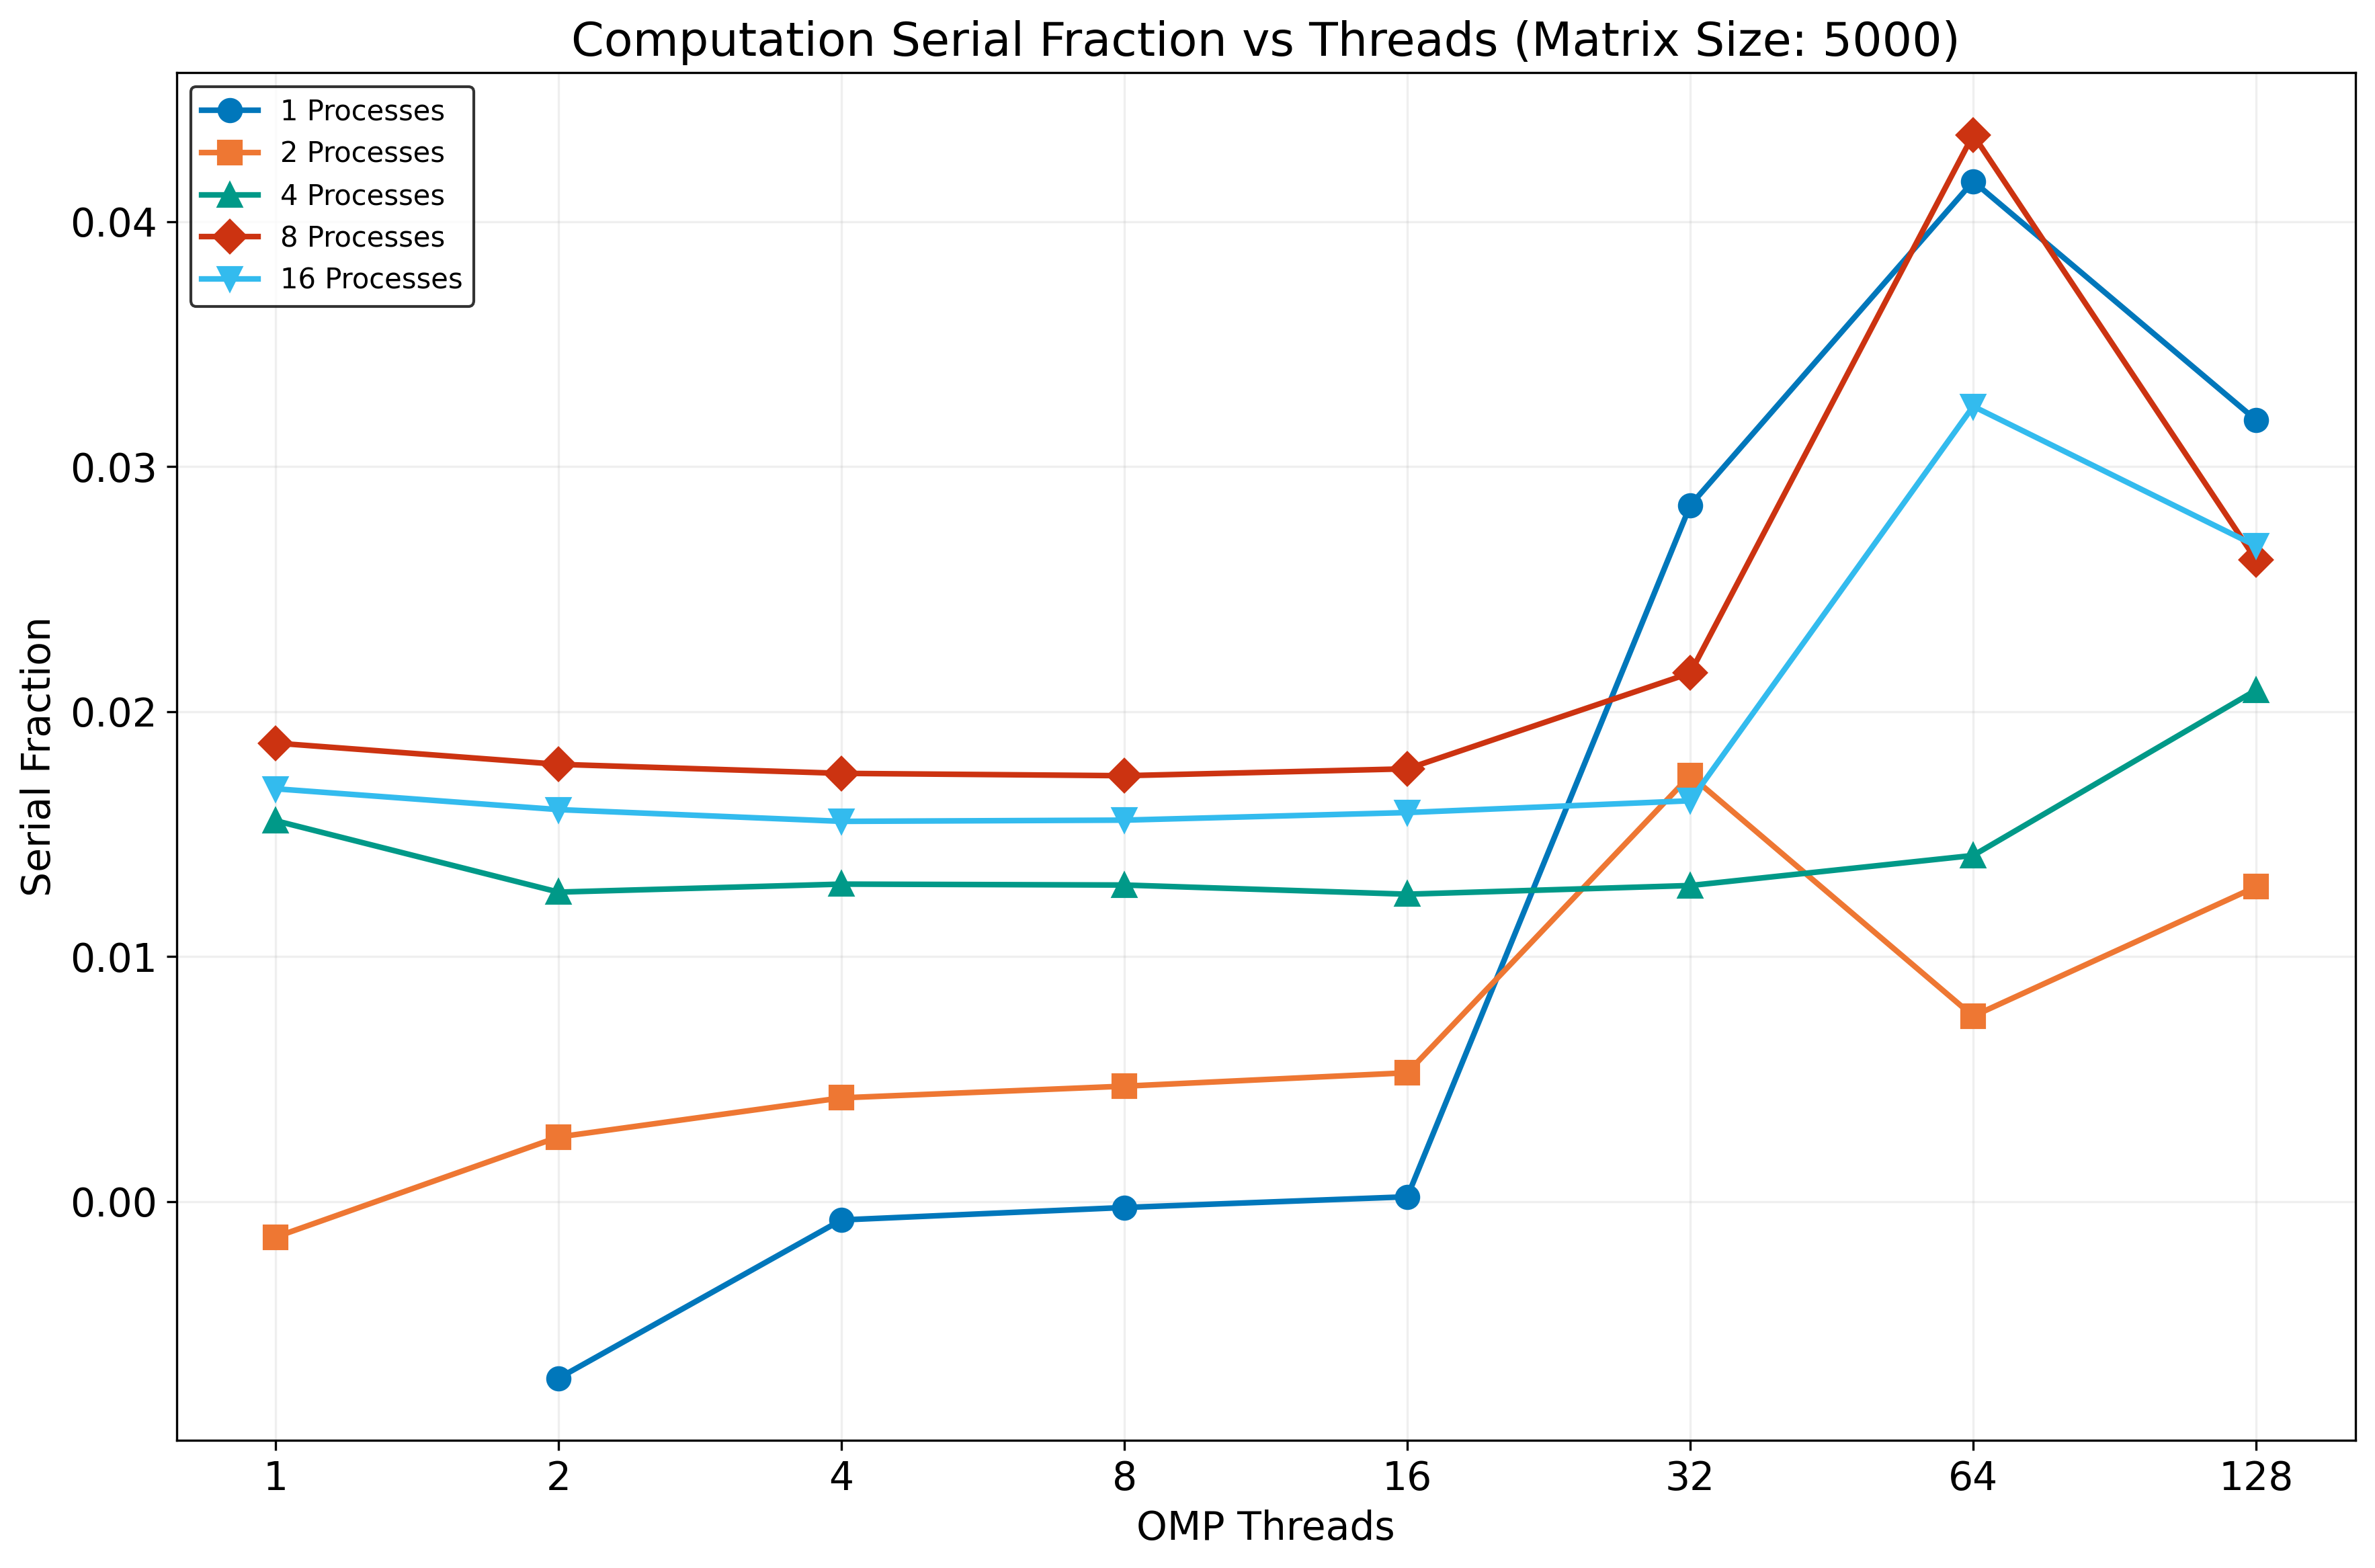 Computation Serial Fraction vs Threads (Matrix Size: 5000)
1 Processes
2 Processes
4 Processes
8 Processes
16 Processes
Serial Fraction
0.04
0.03
0.02
0.01
0.00
1 2 4 8 16 32 64 128
OMP Threads